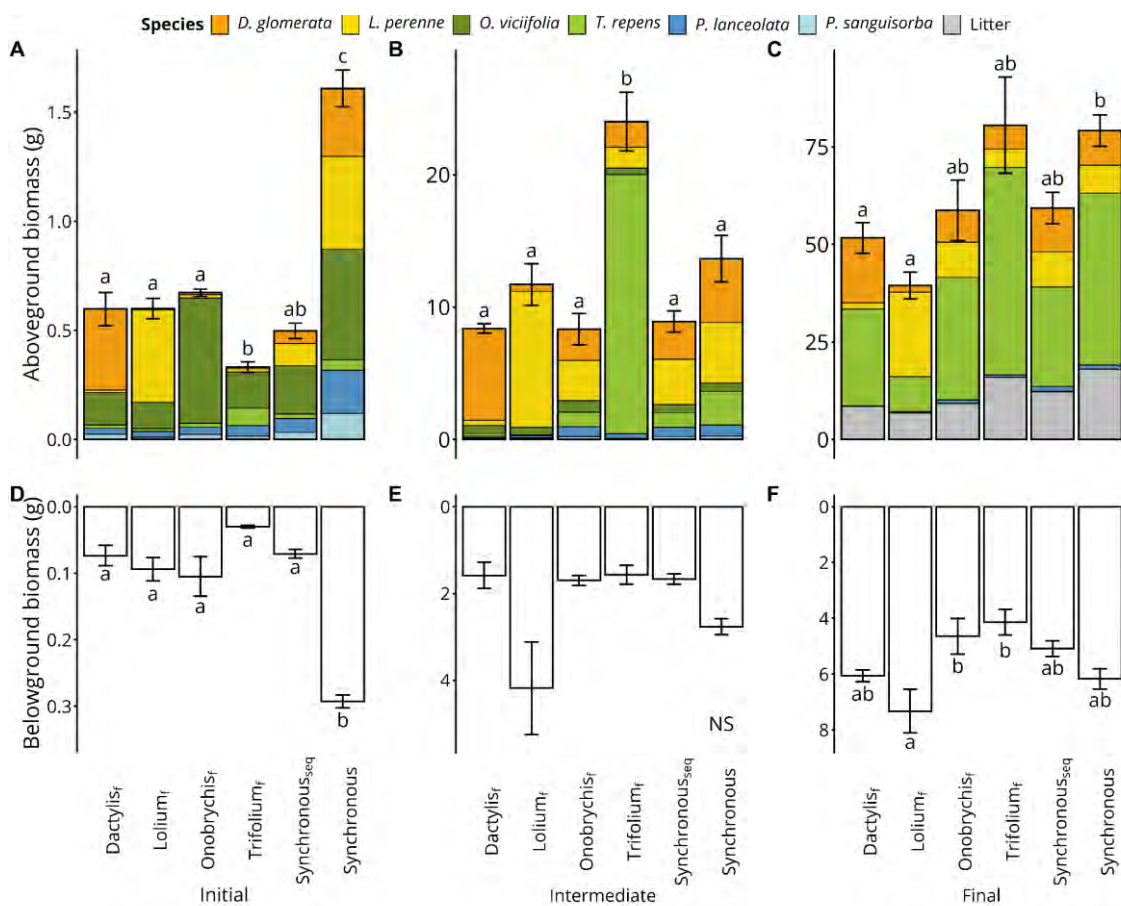 Species D. glomerata L. perenne O. viciifolia T. repens P. lanceolata P. sanguisorba Litter
A
Aboveground biomass (g)
1.5
1.0
0.5
0.0
a a a b ab c
B
20
10
0
a a a b a a
C
75
50
25
0
a a ab ab ab b
D
Belowground biomass (g)
0.0
0.1
0.2
0.3
a a a a a b
E
0
2
4
NS
F
0
2
4
6
8
ab a b b ab ab
Dactylisf Loliumf Onobrychisf Trifoliumf Synchronousseq Synchronous
Initial
Dactylisf Loliumf Onobrychisf Trifoliumf Synchronousseq Synchronous
Intermediate
Dactylisf Loliumf Onobrychisf Trifoliumf Synchronousseq Synchronous
Final